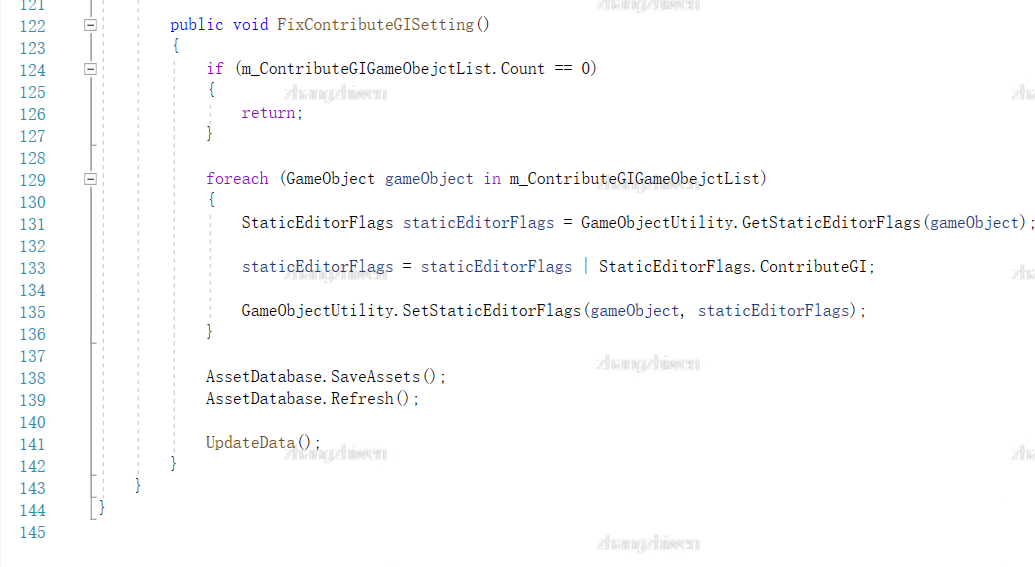 121
122 public void FixContributeGISetting()
123 {
124 if (m_ContributeGIGameObejctList.Count == 0)
125 {
126 return;
127 }
128
129 foreach (GameObject gameObject in m_ContributeGIGameObejctList)
130 {
131 StaticEditorFlags staticEditorFlags = GameObjectUtility.GetStaticEditorFlags(gameObject);
132
133 staticEditorFlags = staticEditorFlags | StaticEditorFlags.ContributeGI;
134
135 GameObjectUtility.SetStaticEditorFlags(gameObject, staticEditorFlags);
136 }
137
138 AssetDatabase.SaveAssets();
139 AssetDatabase.Refresh();
140
141 UpdateData();
142 }
143 }
144 }
145